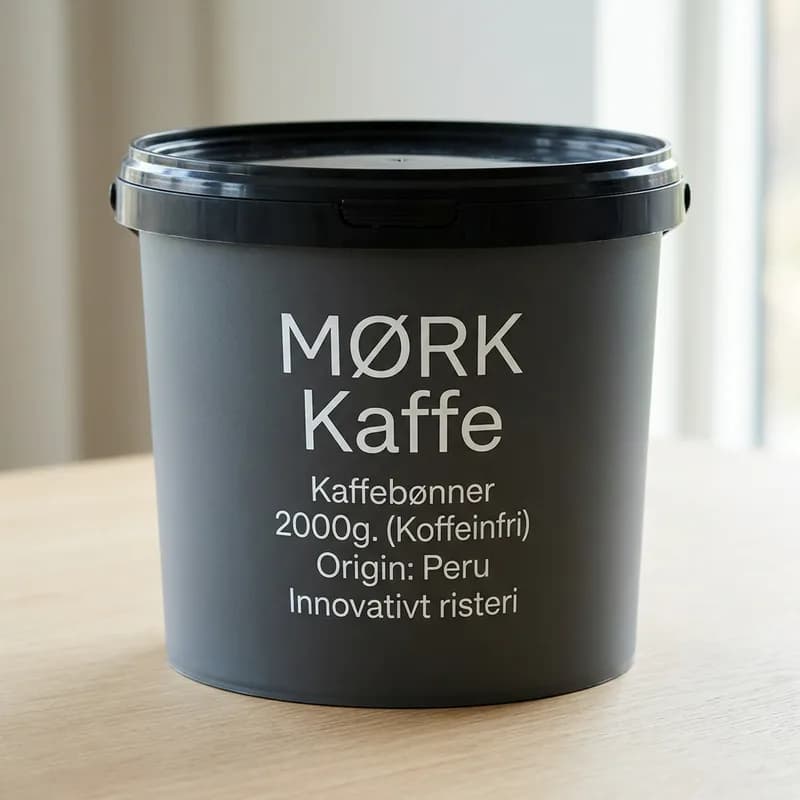 MØRK
Kaffe
Kaffebønner
2000g. (Koffeinfri)
Origin: Peru
Innovativt risteri